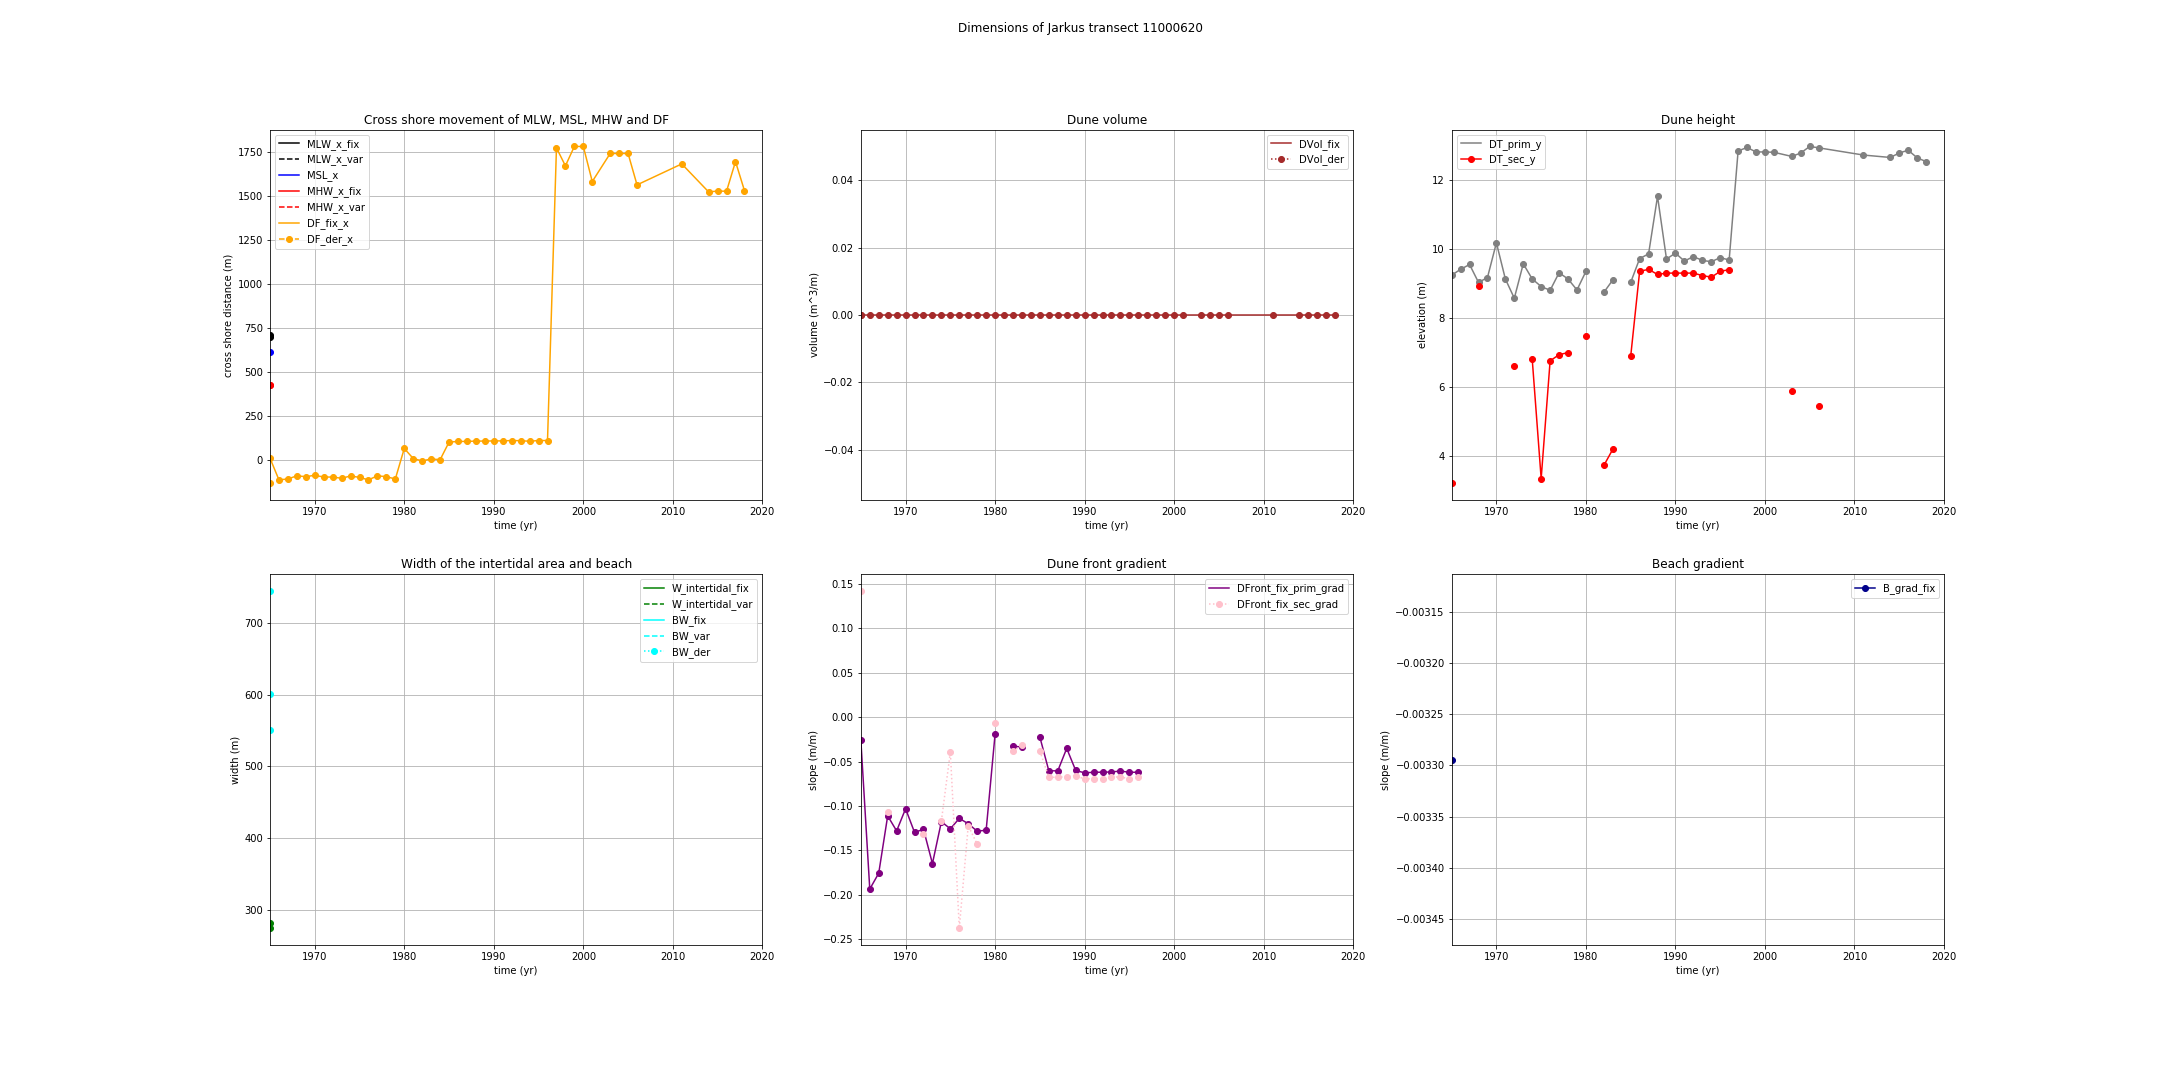 Dimensions of Jarkus transect 11000620
Cross shore movement of MLW, MSL, MHW and DF
cross shore distance (m)
1750
1500
1250
1000
750
500
250
0
MLW_x_fix
MLW_x_var
MSL_x
MHW_x_fix
MHW_x_var
DF_fix_x
DF_der_x
1970 1980 1990 2000 2010 2020
time (yr)
Dune volume
volume (m^3/m)
0.04
0.02
0.00
−0.02
−0.04
DVol_fix
DVol_der
1970 1980 1990 2000 2010 2020
time (yr)
Dune height
elevation (m)
12
10
8
6
4
DT_prim_y
DT_sec_y
1970 1980 1990 2000 2010 2020
time (yr)
Width of the intertidal area and beach
width (m)
700
600
500
400
300
W_intertidal_fix
W_intertidal_var
BW_fix
BW_var
BW_der
1970 1980 1990 2000 2010 2020
time (yr)
Dune front gradient
slope (m/m)
0.15
0.10
0.05
0.00
−0.05
−0.10
−0.15
−0.20
−0.25
DFront_fix_prim_grad
DFront_fix_sec_grad
1970 1980 1990 2000 2010 2020
time (yr)
Beach gradient
slope (m/m)
−0.00315
−0.00320
−0.00325
−0.00330
−0.00335
−0.00340
−0.00345
B_grad_fix
1970 1980 1990 2000 2010 2020
time (yr)